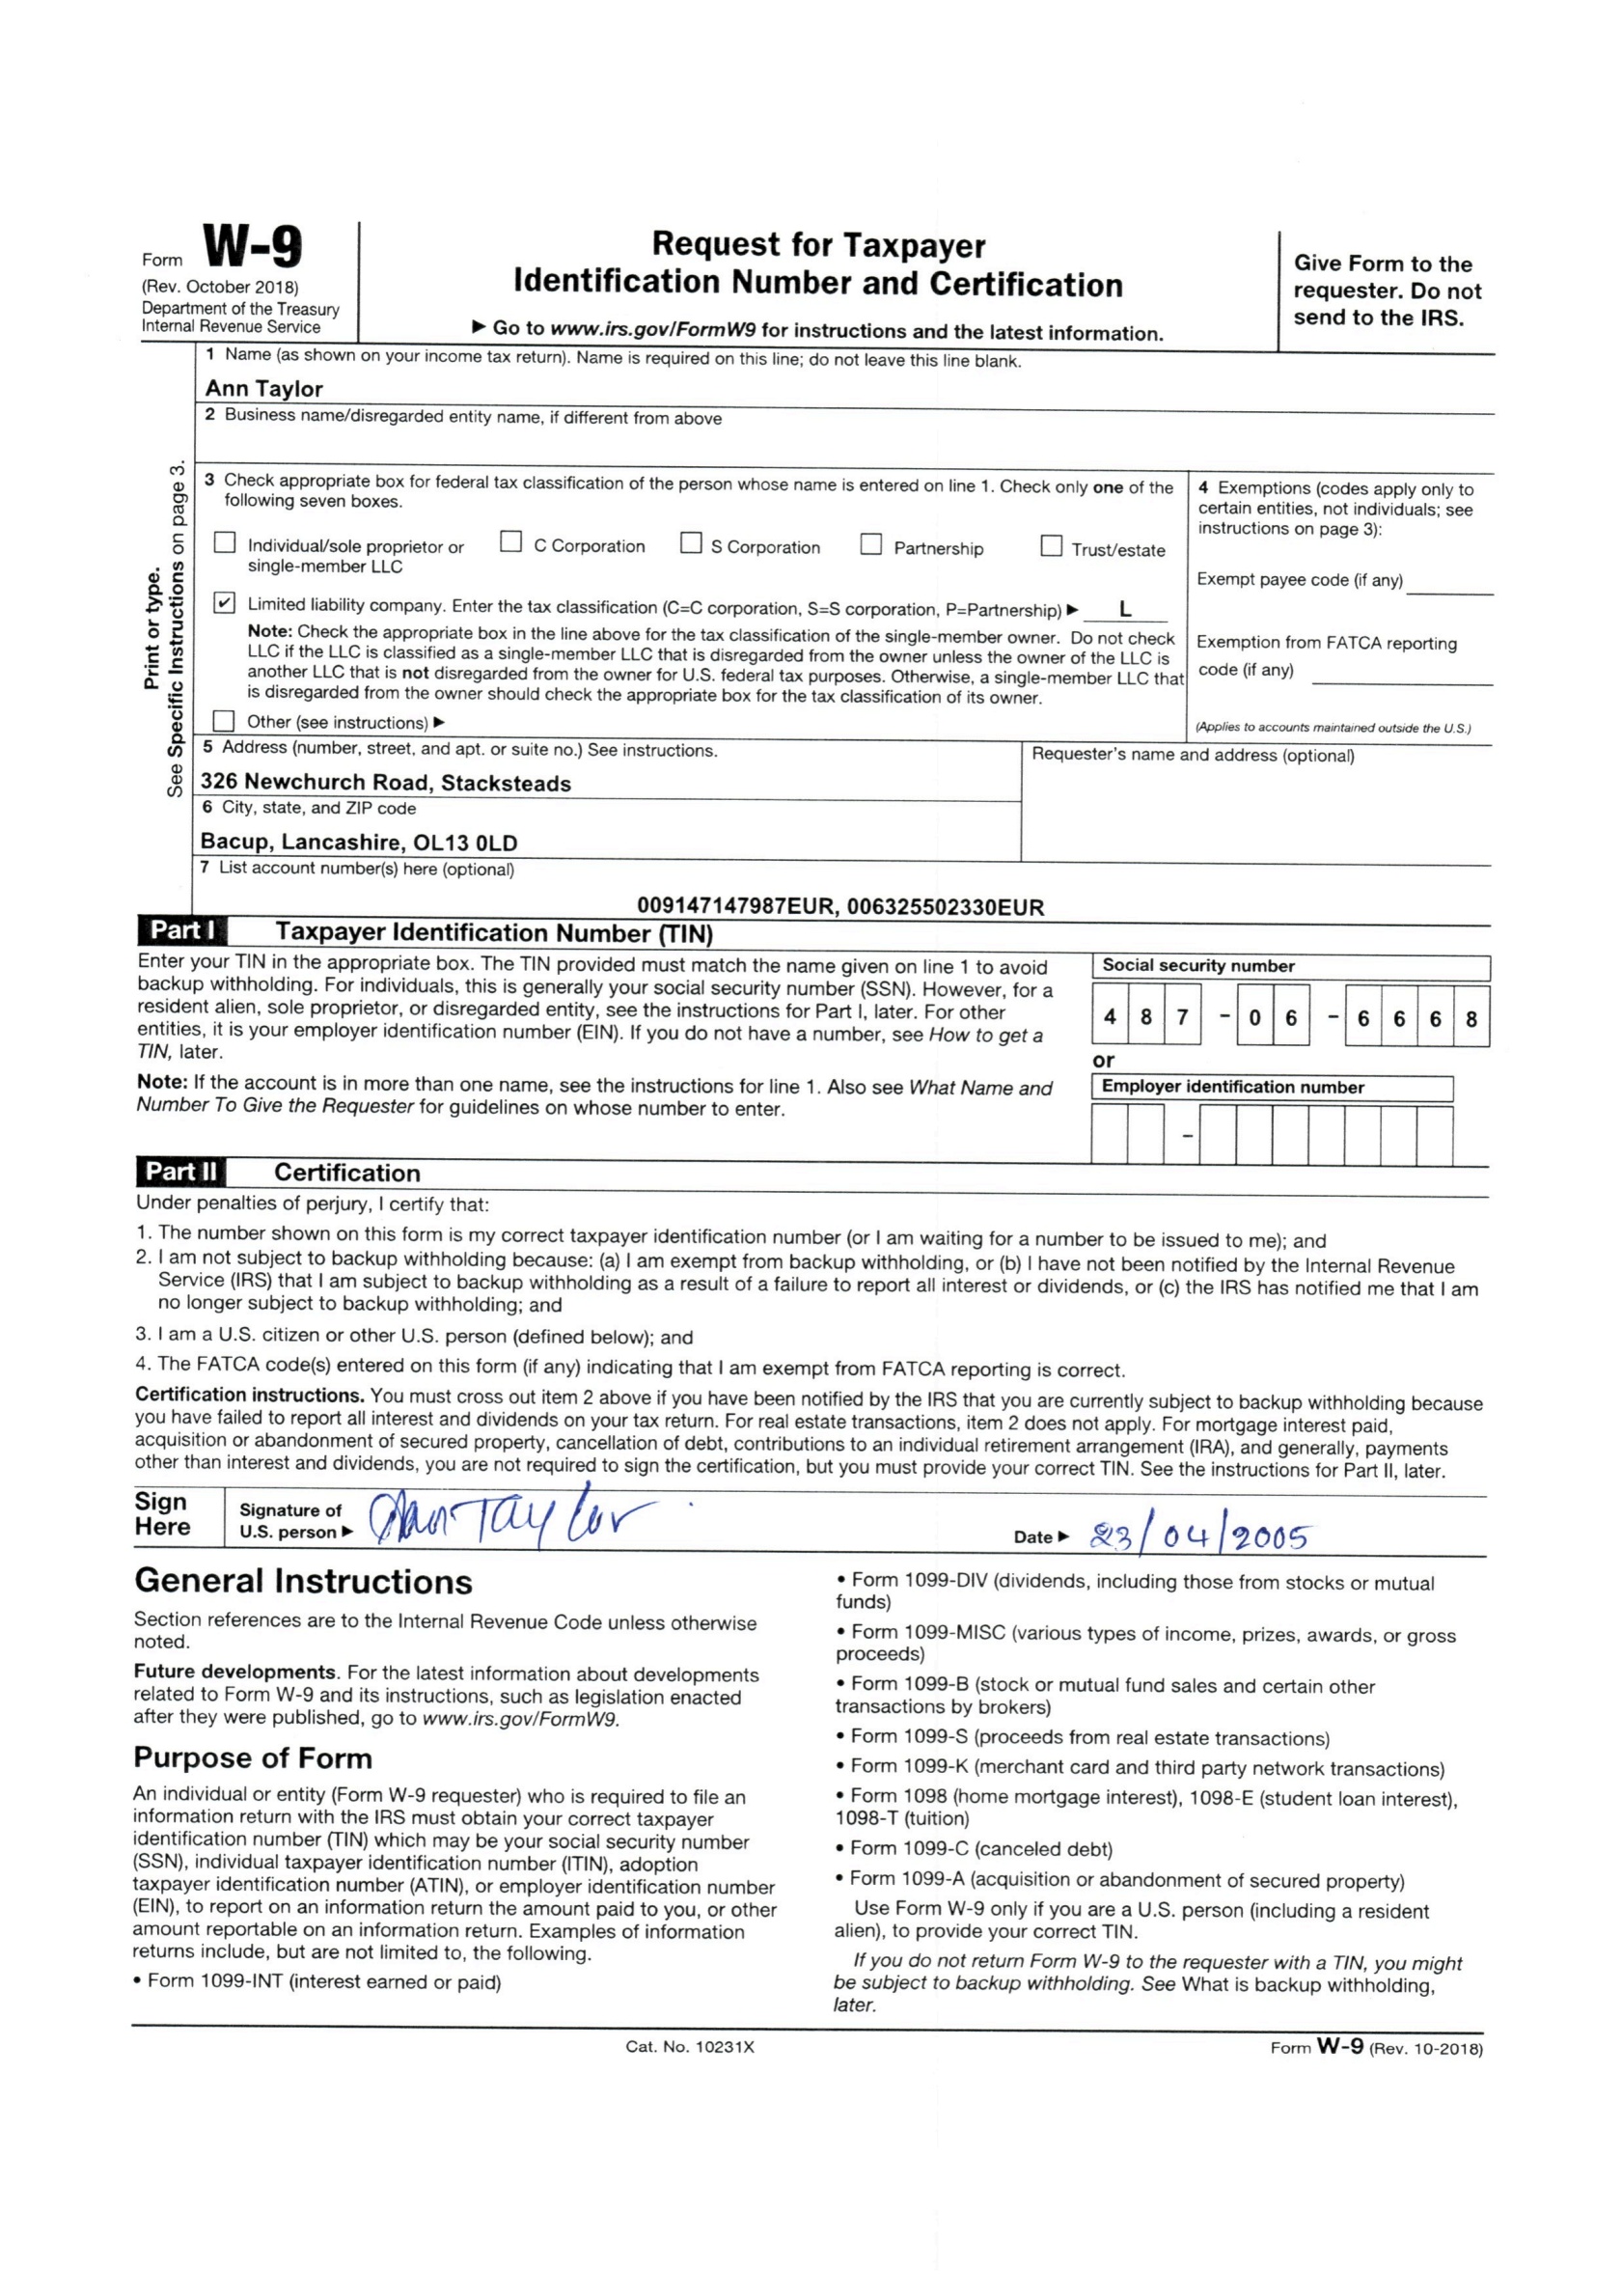 Form W-9
(Rev. October 2018)
Department of the Treasury
Internal Revenue Service
Request for Taxpayer
Identification Number and Certification
▶ Go to www.irs.gov/FormW9 for instructions and the latest information.
Give Form to the
requester. Do not
send to the IRS.
Print or type.
See Specific Instructions on page 3.
1 Name (as shown on your income tax return). Name is required on this line; do not leave this line blank.
Ann Taylor
2 Business name/disregarded entity name, if different from above
3 Check appropriate box for federal tax classification of the person whose name is entered on line 1. Check only one of the
following seven boxes.
Individual/sole proprietor or
single-member LLC
C Corporation
S Corporation
Partnership
Trust/estate
✔ Limited liability company. Enter the tax classification (C=C corporation, S=S corporation, P=Partnership) ▶ L
Note: Check the appropriate box in the line above for the tax classification of the single-member owner. Do not check
LLC if the LLC is classified as a single-member LLC that is disregarded from the owner unless the owner of the LLC is
another LLC that is not disregarded from the owner for U.S. federal tax purposes. Otherwise, a single-member LLC that
is disregarded from the owner should check the appropriate box for the tax classification of its owner.
Other (see instructions) ▶
4 Exemptions (codes apply only to
certain entities, not individuals; see
instructions on page 3):
Exempt payee code (if any)
Exemption from FATCA reporting
code (if any)
(Applies to accounts maintained outside the U.S.)
5 Address (number, street, and apt. or suite no.) See instructions.
326 Newchurch Road, Stacksteads
6 City, state, and ZIP code
Bacup, Lancashire, OL13 0LD
Requester's name and address (optional)
7 List account number(s) here (optional)
009147147987EUR, 006325502330EUR
Part I Taxpayer Identification Number (TIN)
Enter your TIN in the appropriate box. The TIN provided must match the name given on line 1 to avoid
backup withholding. For individuals, this is generally your social security number (SSN). However, for a
resident alien, sole proprietor, or disregarded entity, see the instructions for Part I, later. For other
entities, it is your employer identification number (EIN). If you do not have a number, see How to get a
TIN, later.
Note: If the account is in more than one name, see the instructions for line 1. Also see What Name and
Number To Give the Requester for guidelines on whose number to enter.
Social security number
4 8 7 - 0 6 - 6 6 6 8
or
Employer identification number
-
Part II Certification
Under penalties of perjury, I certify that:
1. The number shown on this form is my correct taxpayer identification number (or I am waiting for a number to be issued to me); and
2. I am not subject to backup withholding because: (a) I am exempt from backup withholding, or (b) I have not been notified by the Internal Revenue
Service (IRS) that I am subject to backup withholding as a result of a failure to report all interest or dividends, or (c) the IRS has notified me that I am
no longer subject to backup withholding; and
3. I am a U.S. citizen or other U.S. person (defined below); and
4. The FATCA code(s) entered on this form (if any) indicating that I am exempt from FATCA reporting is correct.
Certification instructions. You must cross out item 2 above if you have been notified by the IRS that you are currently subject to backup withholding because
you have failed to report all interest and dividends on your tax return. For real estate transactions, item 2 does not apply. For mortgage interest paid,
acquisition or abandonment of secured property, cancellation of debt, contributions to an individual retirement arrangement (IRA), and generally, payments
other than interest and dividends, you are not required to sign the certification, but you must provide your correct TIN. See the instructions for Part II, later.
Sign
Here
Signature of
U.S. person ▶
Ann Taylor
Date ▶ 23/04/2005
General Instructions
Section references are to the Internal Revenue Code unless otherwise
noted.
Future developments. For the latest information about developments
related to Form W-9 and its instructions, such as legislation enacted
after they were published, go to www.irs.gov/FormW9.
Purpose of Form
An individual or entity (Form W-9 requester) who is required to file an
information return with the IRS must obtain your correct taxpayer
identification number (TIN) which may be your social security number
(SSN), individual taxpayer identification number (ITIN), adoption
taxpayer identification number (ATIN), or employer identification number
(EIN), to report on an information return the amount paid to you, or other
amount reportable on an information return. Examples of information
returns include, but are not limited to, the following.
• Form 1099-INT (interest earned or paid)
• Form 1099-DIV (dividends, including those from stocks or mutual
funds)
• Form 1099-MISC (various types of income, prizes, awards, or gross
proceeds)
• Form 1099-B (stock or mutual fund sales and certain other
transactions by brokers)
• Form 1099-S (proceeds from real estate transactions)
• Form 1099-K (merchant card and third party network transactions)
• Form 1098 (home mortgage interest), 1098-E (student loan interest),
1098-T (tuition)
• Form 1099-C (canceled debt)
• Form 1099-A (acquisition or abandonment of secured property)
Use Form W-9 only if you are a U.S. person (including a resident
alien), to provide your correct TIN.
If you do not return Form W-9 to the requester with a TIN, you might
be subject to backup withholding. See What is backup withholding,
later.
Cat. No. 10231X
Form W-9 (Rev. 10-2018)